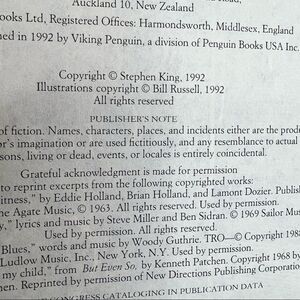 Auckland 10, New Zealand
ooks Ltd, Registered Offices: Harmondsworth, Middlesex, England
ned in 1992 by Viking Penguin, a division of Penguin Books USA Inc.
Copyright © Stephen King, 1992
Illustrations copyright © Bill Russell, 1992
All rights reserved
PUBLISHER'S NOTE
of fiction. Names, characters, places, and incidents either are the produ
or's imagination or are used fictitiously, and any resemblance to actual
sons, living or dead, events, or locales is entirely coincidental.
Grateful acknowledgment is made for permission
to reprint excerpts from the following copyrighted works:
itness," by Eddie Holland, Brian Holland, and Lamont Dozier. Publis
ne Agate Music, © 1963. All rights reserved. Used by permission.
y," lyrics and music by Steve Miller and Ben Sidran. © 1969 Sailor Mus
Used by permission. All rights reserved.
Blues," words and music by Woody Guthrie. TRO—© Copyright 198
Ludlow Music, Inc., New York, N.Y. Used by permission.
my child," from But Even So, by Kenneth Patchen. Copyright 1968 by
hen. Reprinted by permission of New Directions Publishing Corporation
CONGRESS CATALOGING IN PUBLICATION DATA